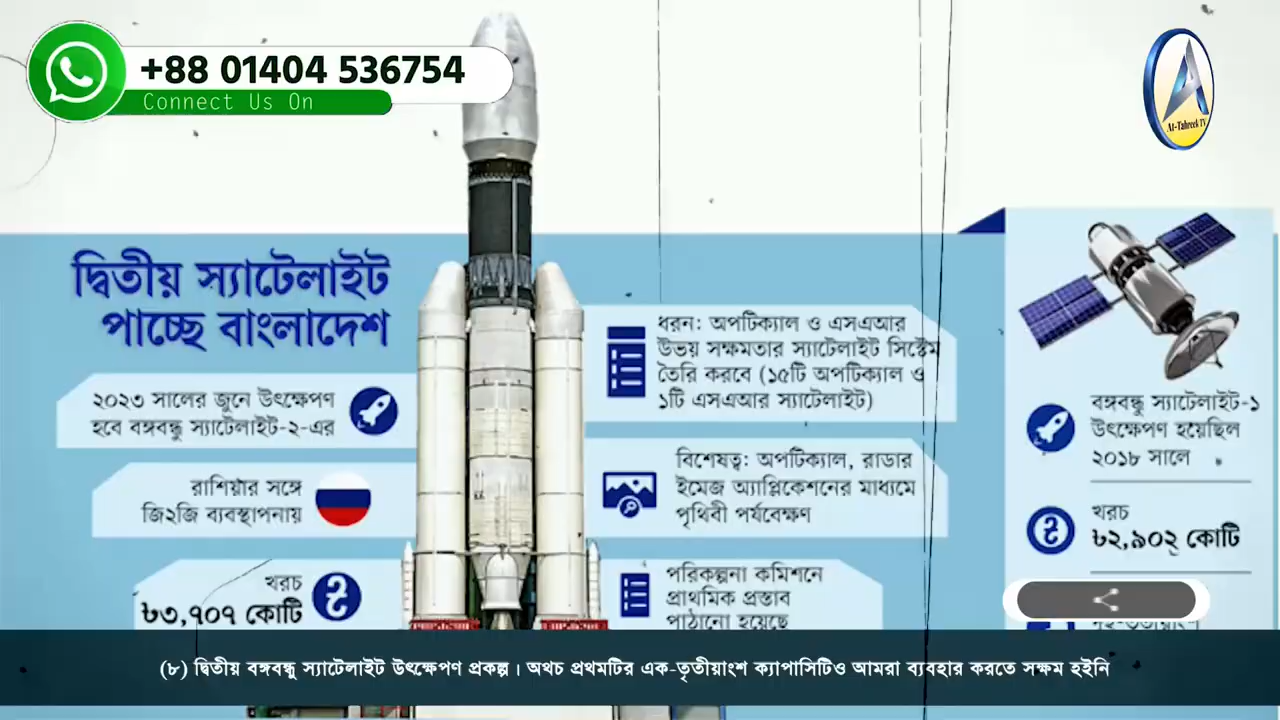 +88 01404 536754
Connect Us On
At-Tahreek TV
দ্বিতীয় স্যাটেলাইট
পাচ্ছে বাংলাদেশ
২০২৩ সালের জুনে উৎক্ষেপণ
হবে বঙ্গবন্ধু স্যাটেলাইট-২-এর
রাশিয়ার সঙ্গে
জি২জি ব্যবস্থাপনায়
খরচ
৳৩,৭০৭ কোটি
ধরন: অপটিক্যাল ও এসএআর
উভয় সক্ষমতার স্যাটেলাইট সিস্টেম
তৈরি করবে (১৫টি অপটিক্যাল ও
১টি এসএআর স্যাটেলাইট)
বিশেষত্ব: অপটিক্যাল, রাডার
ইমেজ অ্যাপ্লিকেশনের মাধ্যমে
পৃথিবী পর্যবেক্ষণ
পরিকল্পনা কমিশনে
প্রাথমিক প্রস্তাব
পাঠানো হয়েছে
বঙ্গবন্ধু স্যাটেলাইট-১
উৎক্ষেপণ হয়েছিল
২০১৮ সালে
খরচ
৳২,৯০২ কোটি
(৮) দ্বিতীয় বঙ্গবন্ধু স্যাটেলাইট উৎক্ষেপণ প্রকল্প। অথচ প্রথমটির এক-তৃতীয়াংশ ক্যাপাসিটিও আমরা ব্যবহার করতে সক্ষম হইনি